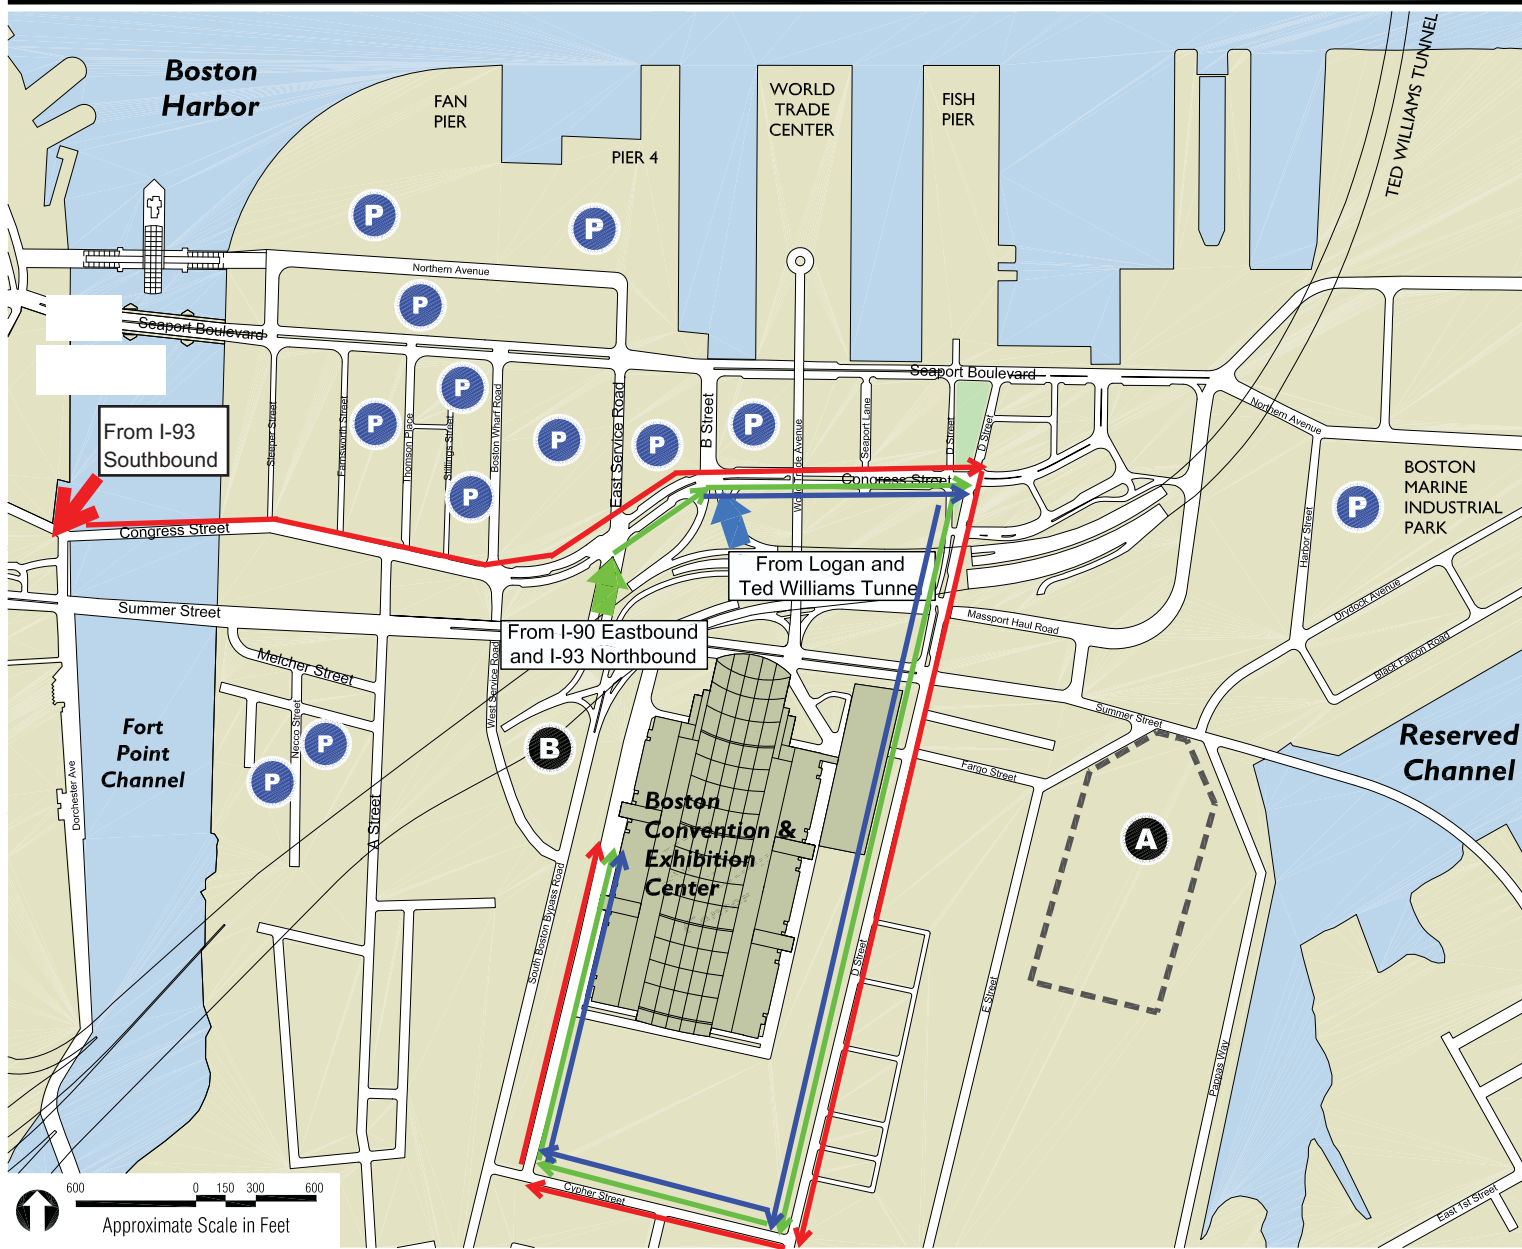 Boston
Harbor
FAN
PIER
PIER 4
WORLD
TRADE
CENTER
FISH
PIER
TED WILLIAMS TUNNEL
P
P
Northern Avenue
P
Seaport Boulevard
Seaport Boulevard
From I-93
Southbound
Sleeper Street
Farnsworth Street
Thomson Place
Stillings Street
Boston Wharf Road
East Service Road
B Street
Seaport Lane
D Street
D Street
Northern Avenue
P
P
P
P
P
P
P
BOSTON
MARINE
INDUSTRIAL
PARK
Harbor Street
Congress Street
Congress Street
From Logan and
Ted Williams Tunnel
Summer Street
From I-90 Eastbound
and I-93 Northbound
Massport Haul Road
Drydock Avenue
Black Falcon Road
Melcher Street
Necco Street
West Service Road
Summer Street
Fort
Point
Channel
P
P
B
Fargo Street
Reserved
Channel
Dorchester Ave
A Street
Boston
Convention &
Exhibition
Center
A
South Boston Bypass Road
D Street
E Street
Pappas Way
Cypher Street
East 1st Street
600 0 150 300 600
Approximate Scale in Feet